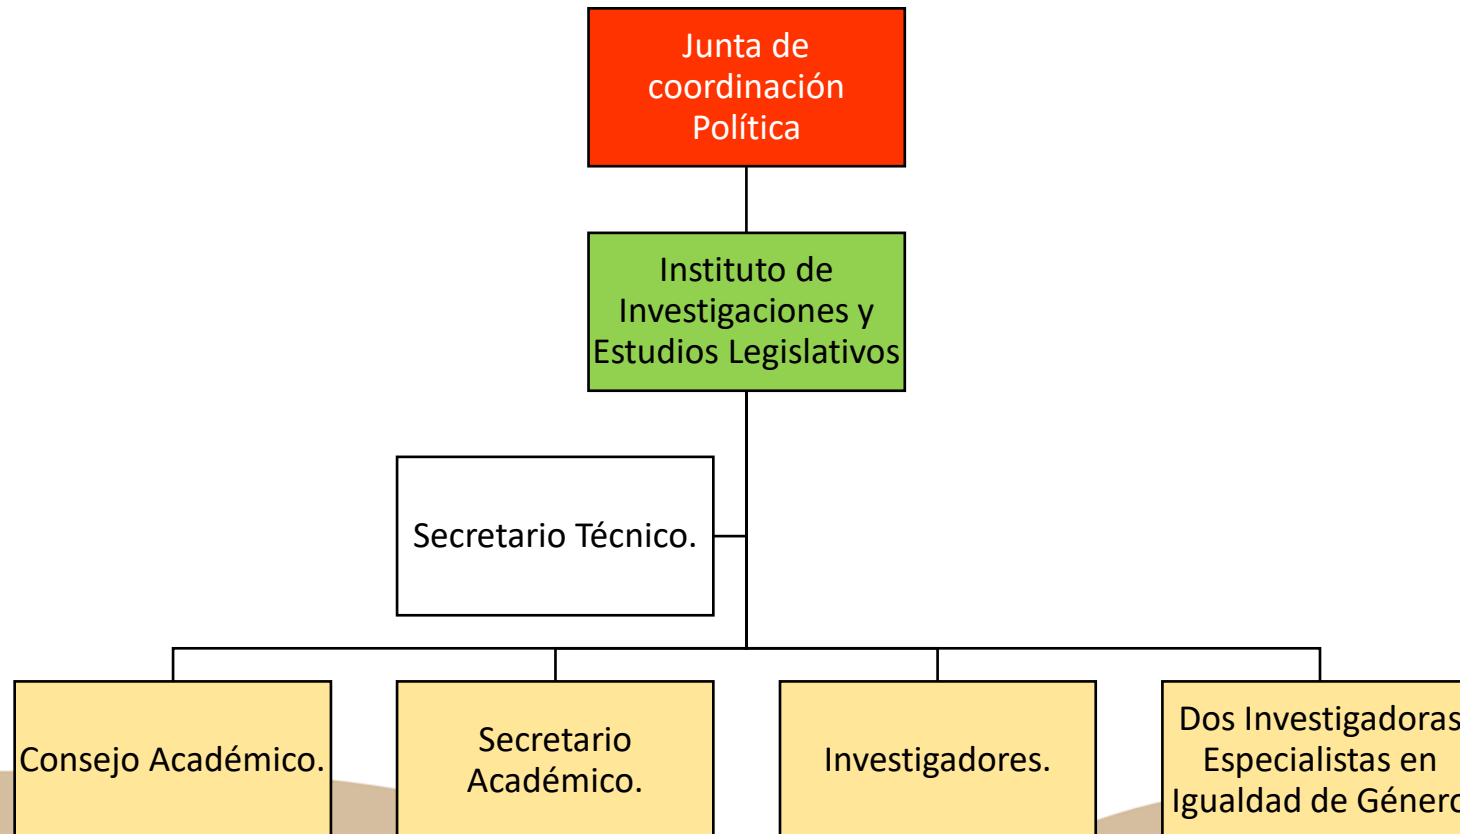 Junta de
coordinación
Política
Instituto de
Investigaciones y
Estudios Legislativos
Secretario Técnico.
Consejo Académico.
Secretario
Académico.
Investigadores.
Dos Investigadoras
Especialistas en
Igualdad de Género